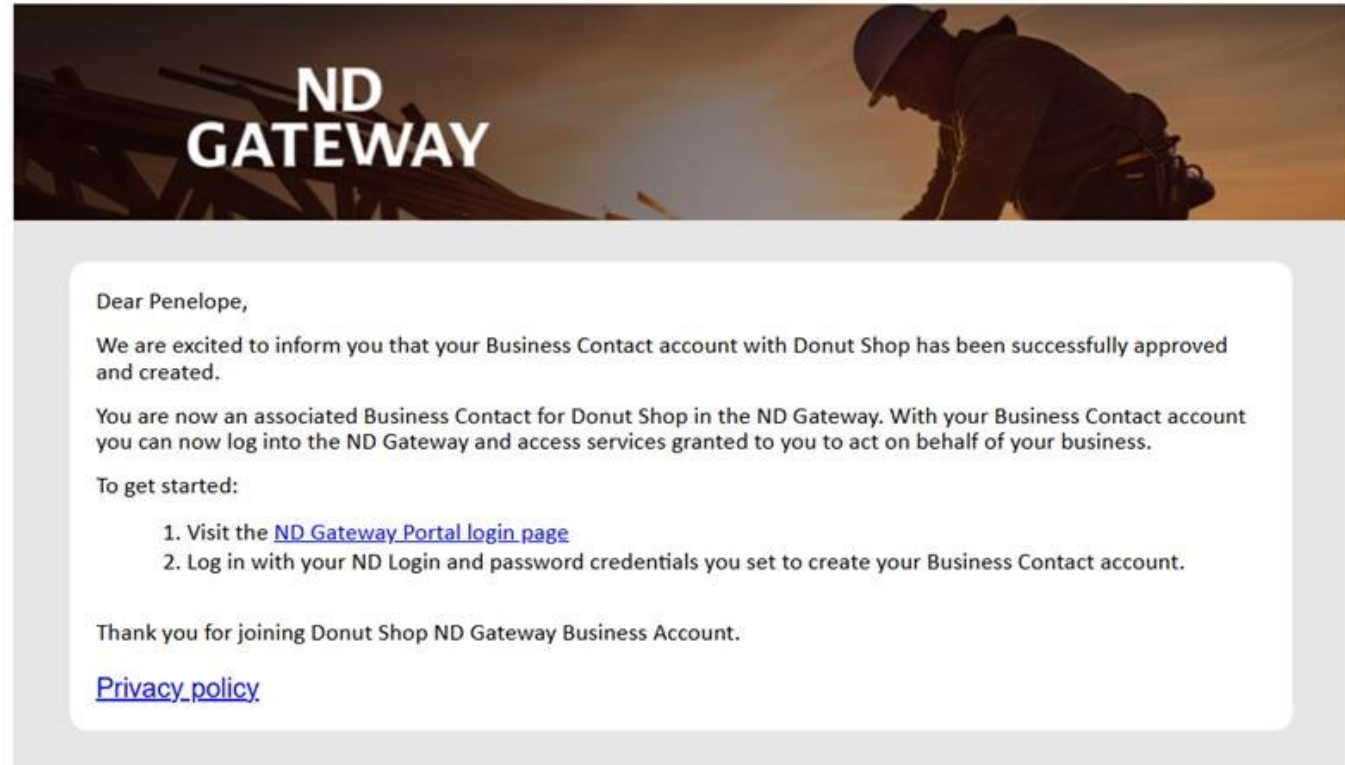 ND
GATEWAY
Dear Penelope,
We are excited to inform you that your Business Contact account with Donut Shop has been successfully approved
and created.
You are now an associated Business Contact for Donut Shop in the ND Gateway. With your Business Contact account
you can now log into the ND Gateway and access services granted to you to act on behalf of your business.
To get started:
1. Visit the ND Gateway Portal login page
2. Log in with your ND Login and password credentials you set to create your Business Contact account.
Thank you for joining Donut Shop ND Gateway Business Account.
Privacy policy